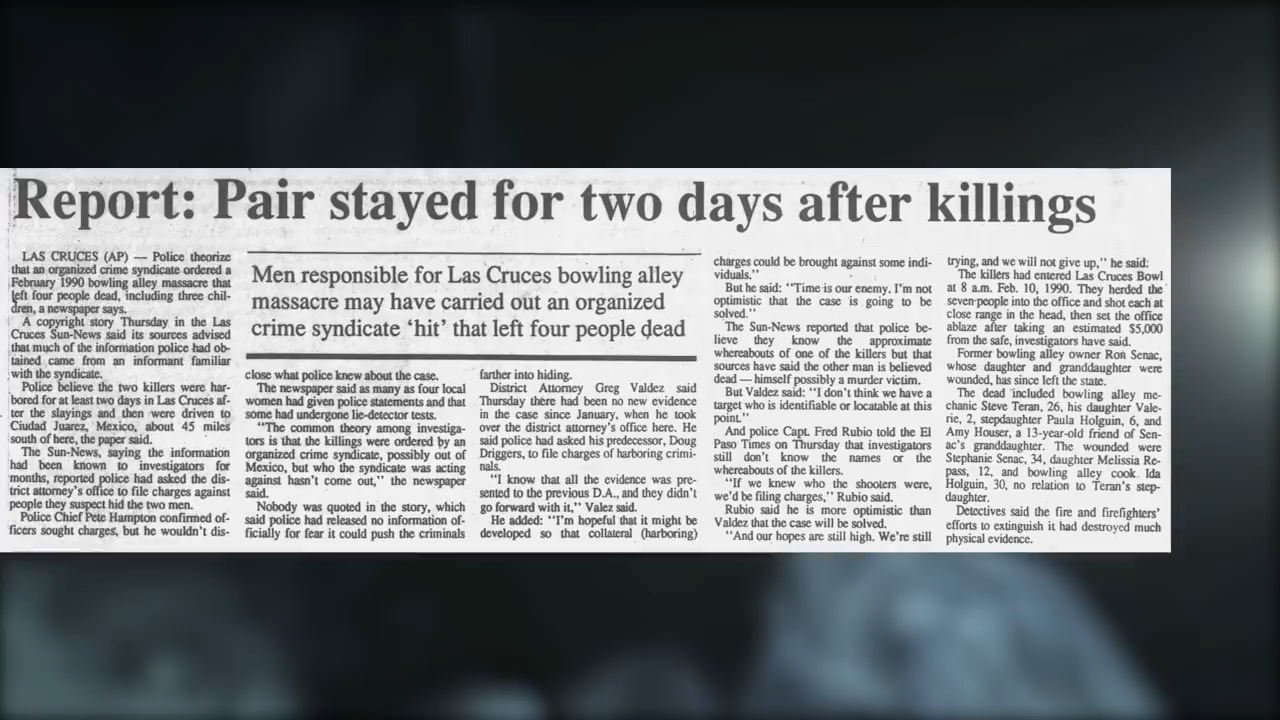 Report: Pair stayed for two days after killings
LAS CRUCES (AP) — Police theorize
that an organized crime syndicate ordered a
February 1990 bowling alley massacre that
left four people dead, including three chil-
dren, a newspaper says.
A copyright story Thursday in the Las
Cruces Sun-News said its sources advised
that much of the information police had ob-
tained came from an informant familiar
with the syndicate.
Police believe the two killers were har-
bored for at least two days in Las Cruces af-
ter the slayings and then were driven to
Ciudad Juarez, Mexico, about 45 miles
south of here, the paper said.
The Sun-News, saying the information
had been known to investigators for
months, reported police had asked the dis-
trict attorney's office to file charges against
people they suspect hid the two men.
Police Chief Pete Hampton confirmed of-
ficers sought charges, but he wouldn't dis-
Men responsible for Las Cruces bowling alley
massacre may have carried out an organized
crime syndicate 'hit' that left four people dead
close what police knew about the case.
The newspaper said as many as four local
women had given police statements and that
some had undergone lie-detector tests.
"The common theory among investiga-
tors is that the killings were ordered by an
organized crime syndicate, possibly out of
Mexico, but who the syndicate was acting
against hasn't come out," the newspaper
said.
Nobody was quoted in the story, which
said police had released no information of-
ficially for fear it could push the criminals
farther into hiding.
District Attorney Greg Valdez said
Thursday there had been no new evidence
in the case since January, when he took
over the district attorney's office here. He
said police had asked his predecessor, Doug
Driggers, to file charges of harboring crimi-
nals.
"I know that all the evidence was pre-
sented to the previous D.A., and they didn't
go forward with it," Valez said.
He added: "I'm hopeful that it might be
developed so that collateral (harboring)
charges could be brought against some indi-
viduals."
But he said: "Time is our enemy. I'm not
optimistic that the case is going to be
solved."
The Sun-News reported that police be-
lieve they know the approximate
whereabouts of one of the killers but that
sources have said the other man is believed
dead — himself possibly a murder victim.
But Valdez said: "I don't think we have a
target who is identifiable or locatable at this
point."
And police Capt. Fred Rubio told the El
Paso Times on Thursday that investigators
still don't know the names or the
whereabouts of the killers.
"If we knew who the shooters were,
we'd be filing charges," Rubio said.
Rubio said he is more optimistic than
Valdez that the case will be solved.
"And our hopes are still high. We're still
trying, and we will not give up," he said:
The killers had entered Las Cruces Bowl
at 8 a.m. Feb. 10, 1990. They herded the
seven people into the office and shot each at
close range in the head, then set the office
ablaze after taking an estimated $5,000
from the safe, investigators have said.
Former bowling alley owner Ron Senac,
whose daughter and granddaughter were
wounded, has since left the state.
The dead included bowling alley me-
chanic Steve Teran, 26, his daughter Vale-
rie, 2, stepdaughter Paula Holguin, 6, and
Amy Houser, a 13-year-old friend of Sen-
ac's granddaughter. The wounded were
Stephanie Senac, 34, daughter Melissia Re-
pass, 12, and bowling alley cook Ida
Holguin, 30, no relation to Teran's step-
daughter.
Detectives said the fire and firefighters'
efforts to extinguish it had destroyed much
physical evidence.